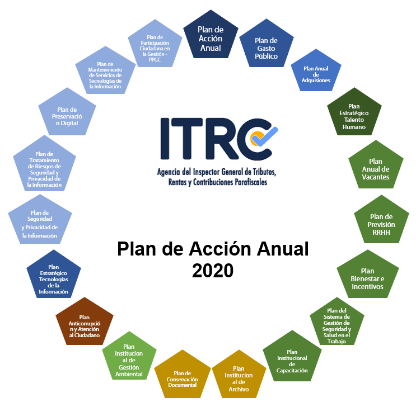 Plan de
Acción
Anual
Plan de
Gasto
Público
Plan Anual
de
Adquisiones
Plan
Estratégico
Talento
Humano
Plan
Anual de
Vacantes
Plan de
Previsión
RRHH
Plan
Bienestar e
Incentivos
Plan del
Sistema de
Gestión de
Seguridad y
Salud en el
Trabajo
Plan
Institucional
de
Capacitación
Plan
Institucion
al de
Archivo
Plan de
Conservación
Documental
Plan
Institucion
al de
Gestión
Ambiental
Plan
Anticorrupció
n y Atención
al Ciudadano
Plan
Estratégico
Tecnologías
de la
Información
Plan de
Seguridad
y Privacidad de
la Información
Plan de
Tratamiento
de Riesgos de
Seguridad y
Privacidad de
la Información
Plan de
Preservació
n Digital
Plan de
Mantenimiento
de Servicios de
Tecnologías de
la Información
Plan de
Participación
Ciudadana en
la Gestión -
PPGC
ITRC
Agencia del Inspector General de Tributos,
Rentas y Contribuciones Parafiscales
Plan de Acción Anual
2020